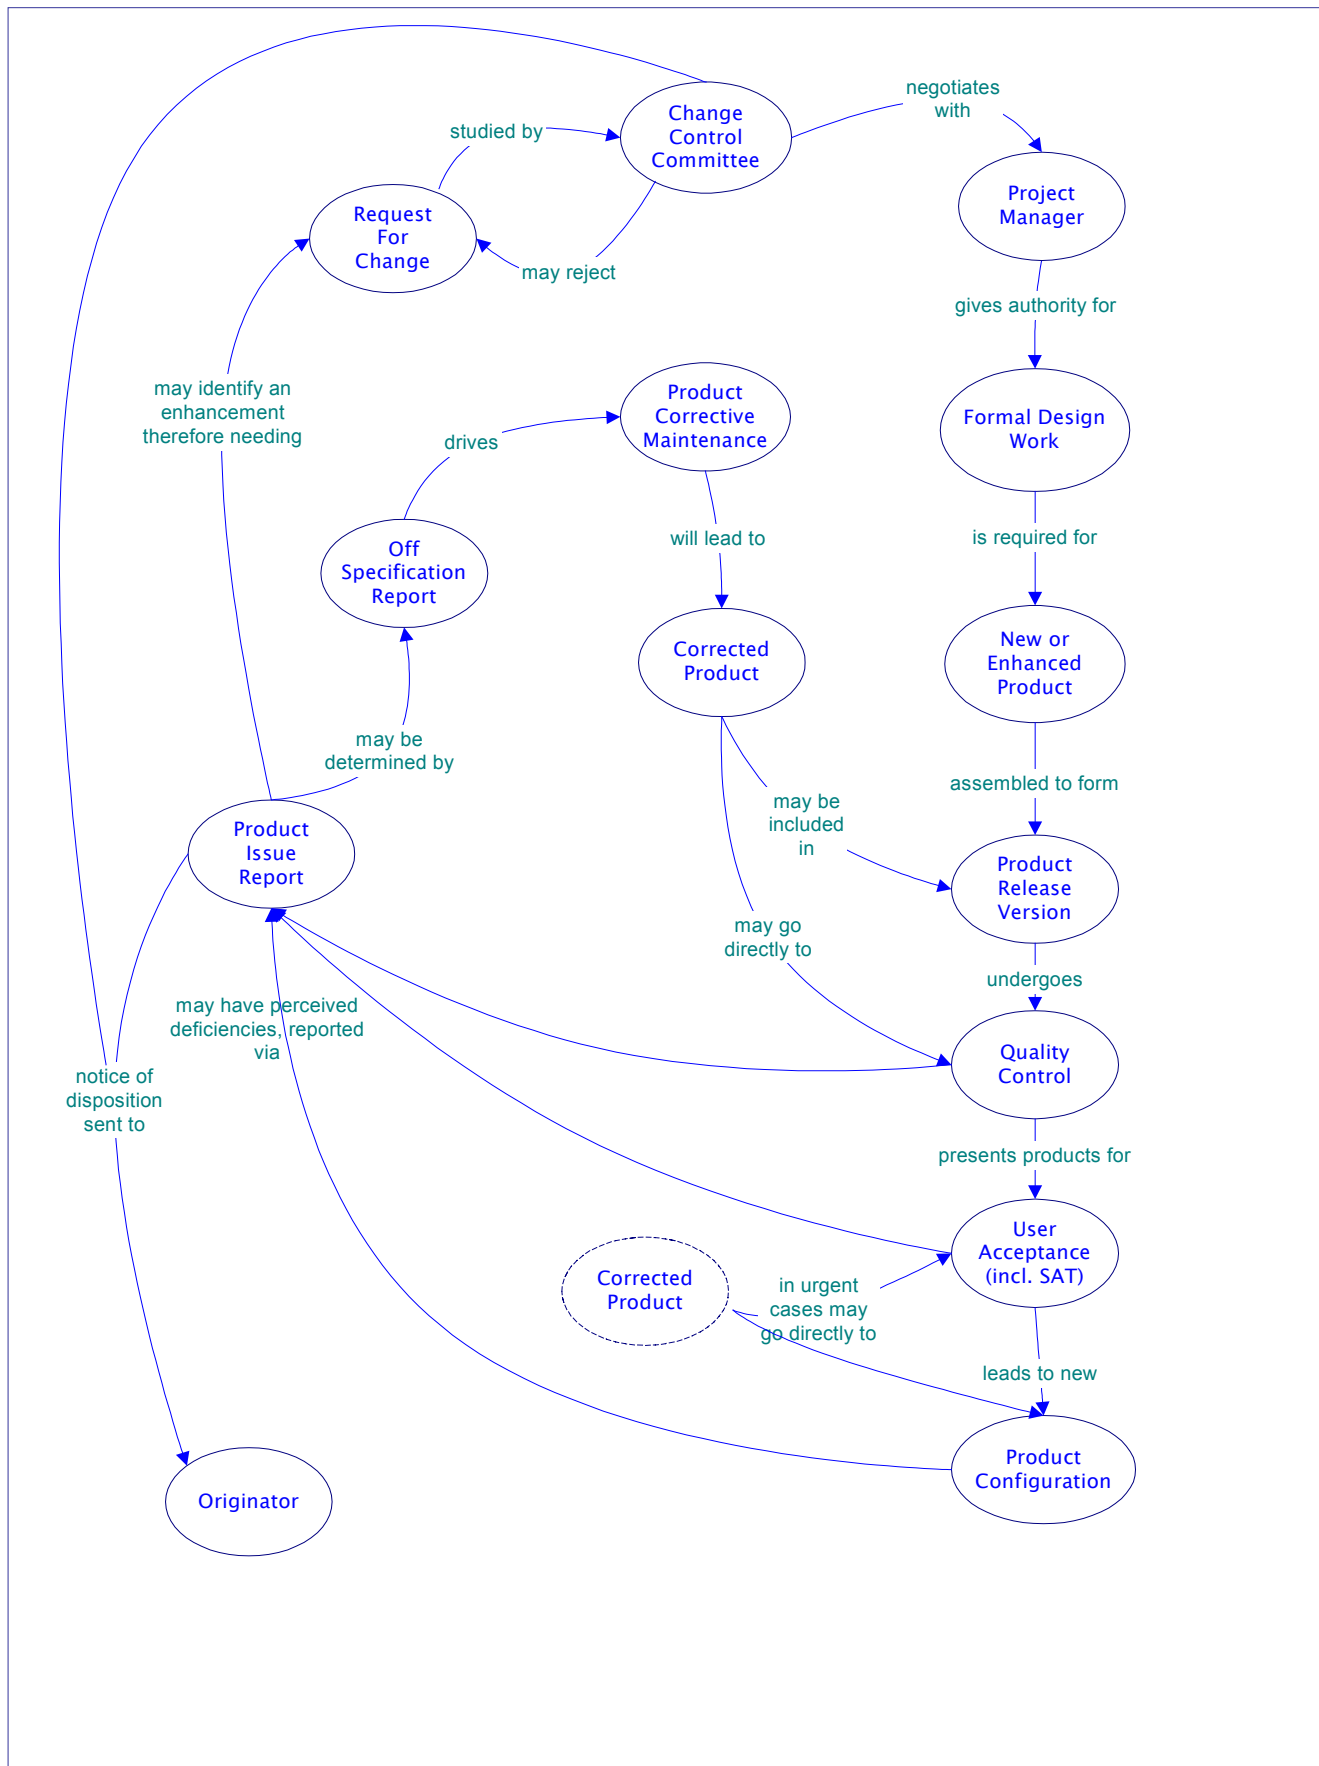 negotiates
with
Change
Control
Committee
studied by
Project
Manager
Request
For
Change
may reject
gives authority for
may identify an
enhancement
therefore needing
Product
Corrective
Maintenance
Formal Design
Work
drives
will lead to
is required for
Off
Specification
Report
Corrected
Product
New or
Enhanced
Product
may be
determined by
assembled to form
may be
included
in
Product
Issue
Report
Product
Release
Version
may go
directly to
undergoes
may have perceived
deficiencies, reported
via
Quality
Control
notice of
disposition
sent to
presents products for
User
Acceptance
(incl. SAT)
Corrected
Product
in urgent
cases may
go directly to
leads to new
Product
Configuration
Originator